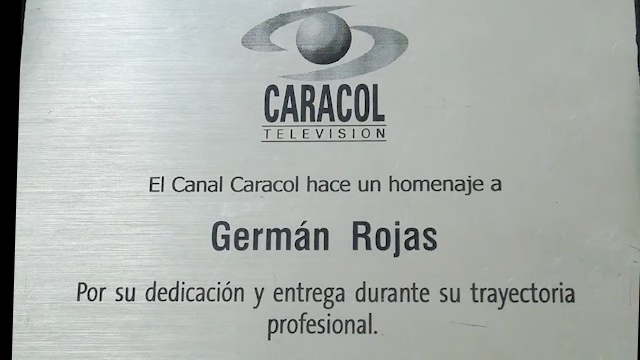 CARACOL
TELEVISION
El Canal Caracol hace un homenaje a
Germán Rojas
Por su dedicación y entrega durante su trayectoria
profesional.